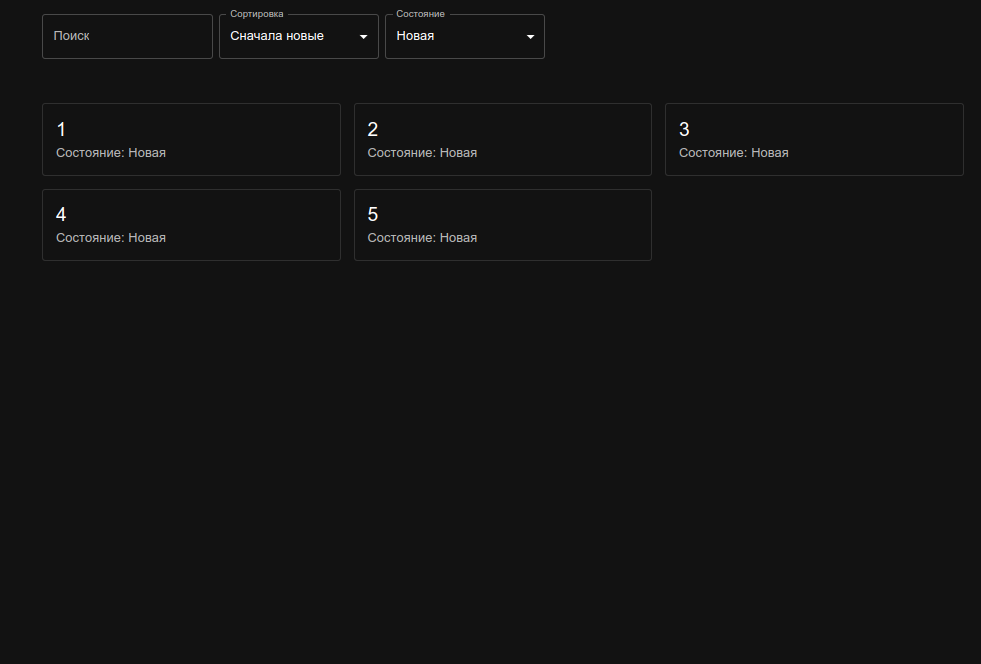 Поиск
Сортировка
Сначала новые
Состояние
Новая
1
Состояние: Новая
2
Состояние: Новая
3
Состояние: Новая
4
Состояние: Новая
5
Состояние: Новая